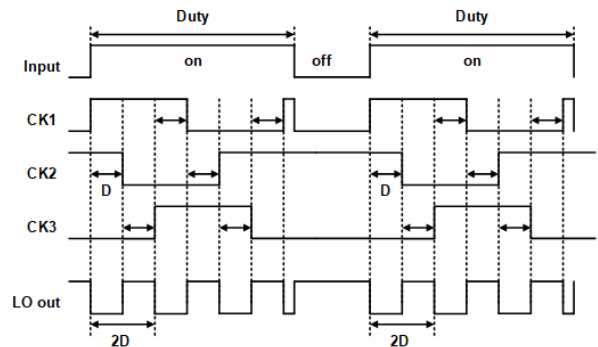 Duty Duty
Input on off on
CK1
CK2
D D
CK3
LO out
2D 2D